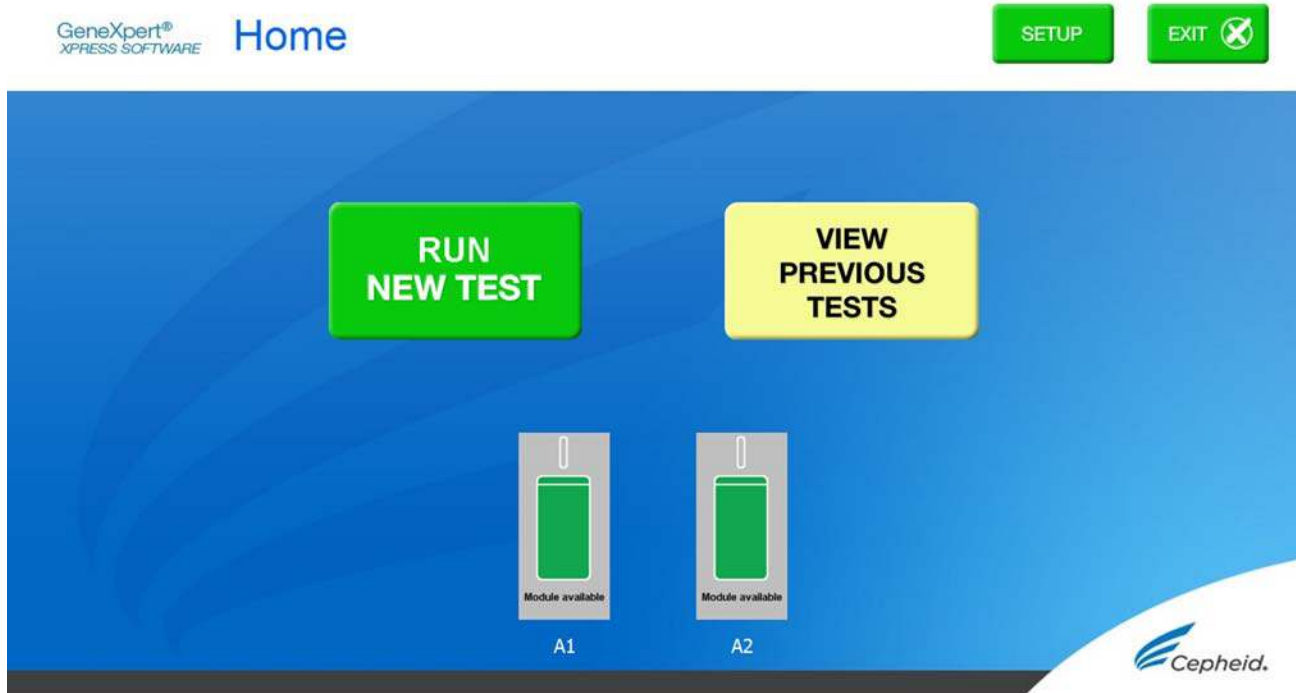 GeneXpert®
XPRESS SOFTWARE
Home
SETUP
EXIT
RUN
NEW TEST
VIEW
PREVIOUS
TESTS
Module available
Module available
A1
A2
Cepheid.